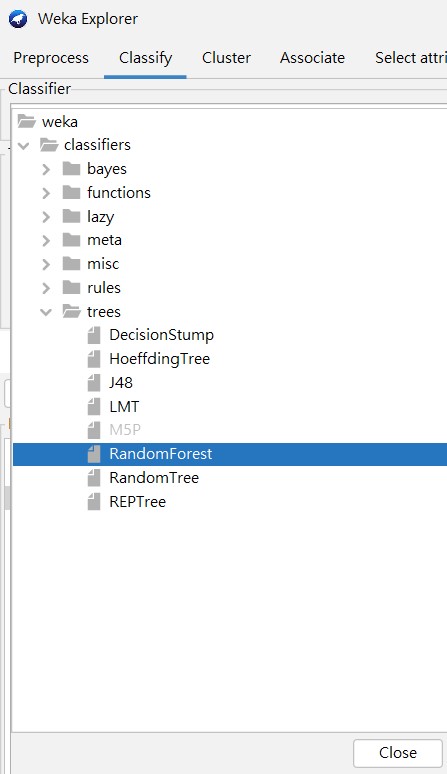 Weka Explorer
Preprocess Classify Cluster Associate Select attri
Classifier
weka
classifiers
bayes
functions
lazy
meta
misc
rules
trees
DecisionStump
HoeffdingTree
J48
LMT
M5P
RandomForest
RandomTree
REPTree
Close